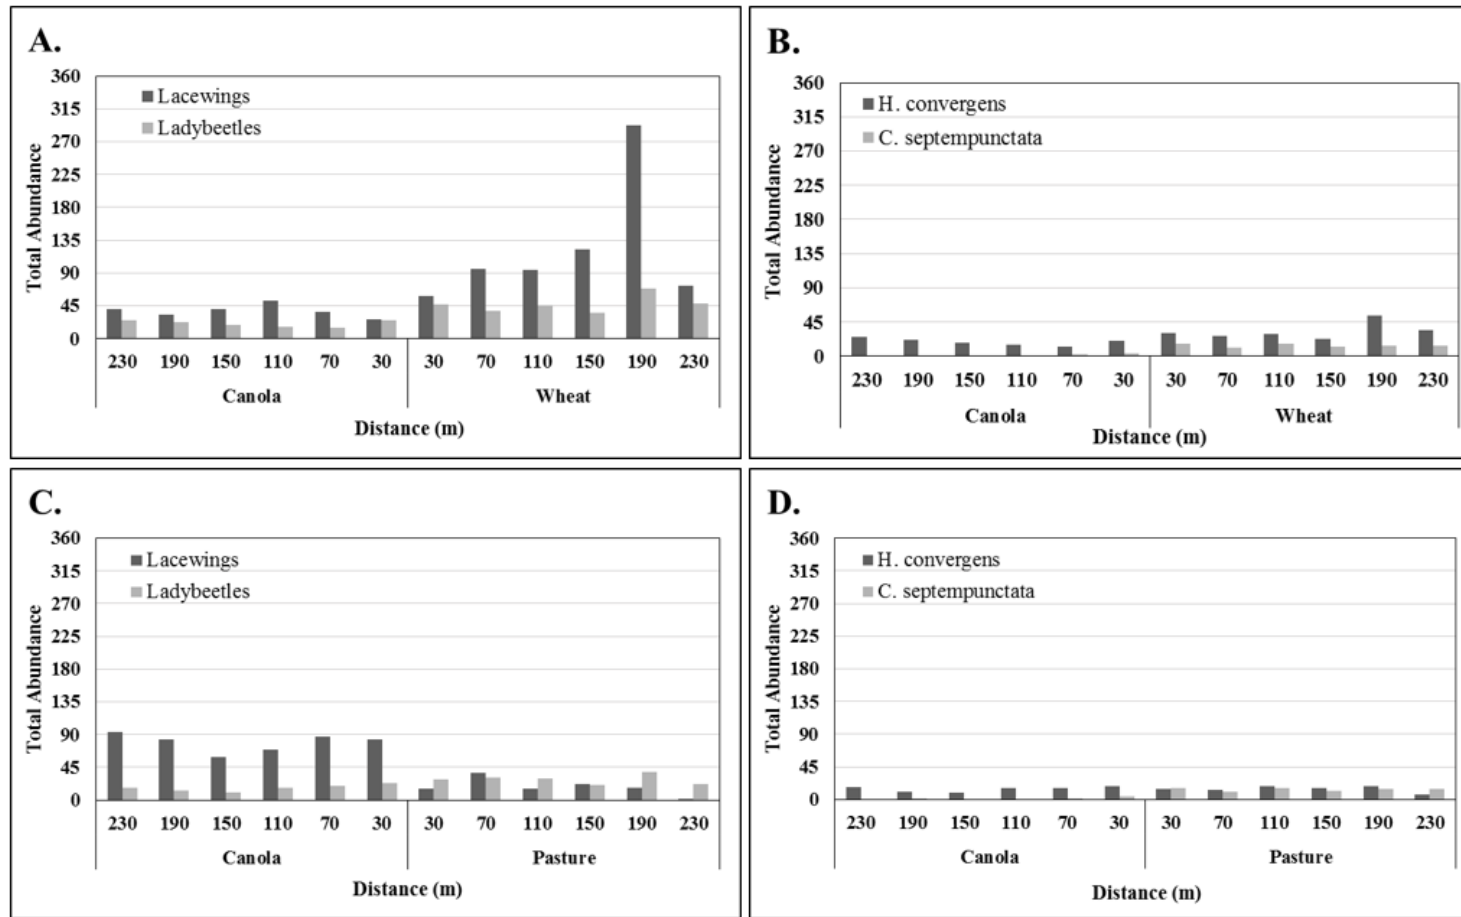 A.
Total Abundance
360
315
270
225
180
135
90
45
0
Lacewings
Ladybeetles
230 190 150 110 70 30 30 70 110 150 190 230
Canola Wheat
Distance (m)
B.
Total Abundance
360
315
270
225
180
135
90
45
0
H. convergens
C. septempunctata
230 190 150 110 70 30 30 70 110 150 190 230
Canola Wheat
Distance (m)
C.
Total Abundance
360
315
270
225
180
135
90
45
0
Lacewings
Ladybeetles
230 190 150 110 70 30 30 70 110 150 190 230
Canola Pasture
Distance (m)
D.
Total Abundance
360
315
270
225
180
135
90
45
0
H. convergens
C. septempunctata
230 190 150 110 70 30 30 70 110 150 190 230
Canola Pasture
Distance (m)